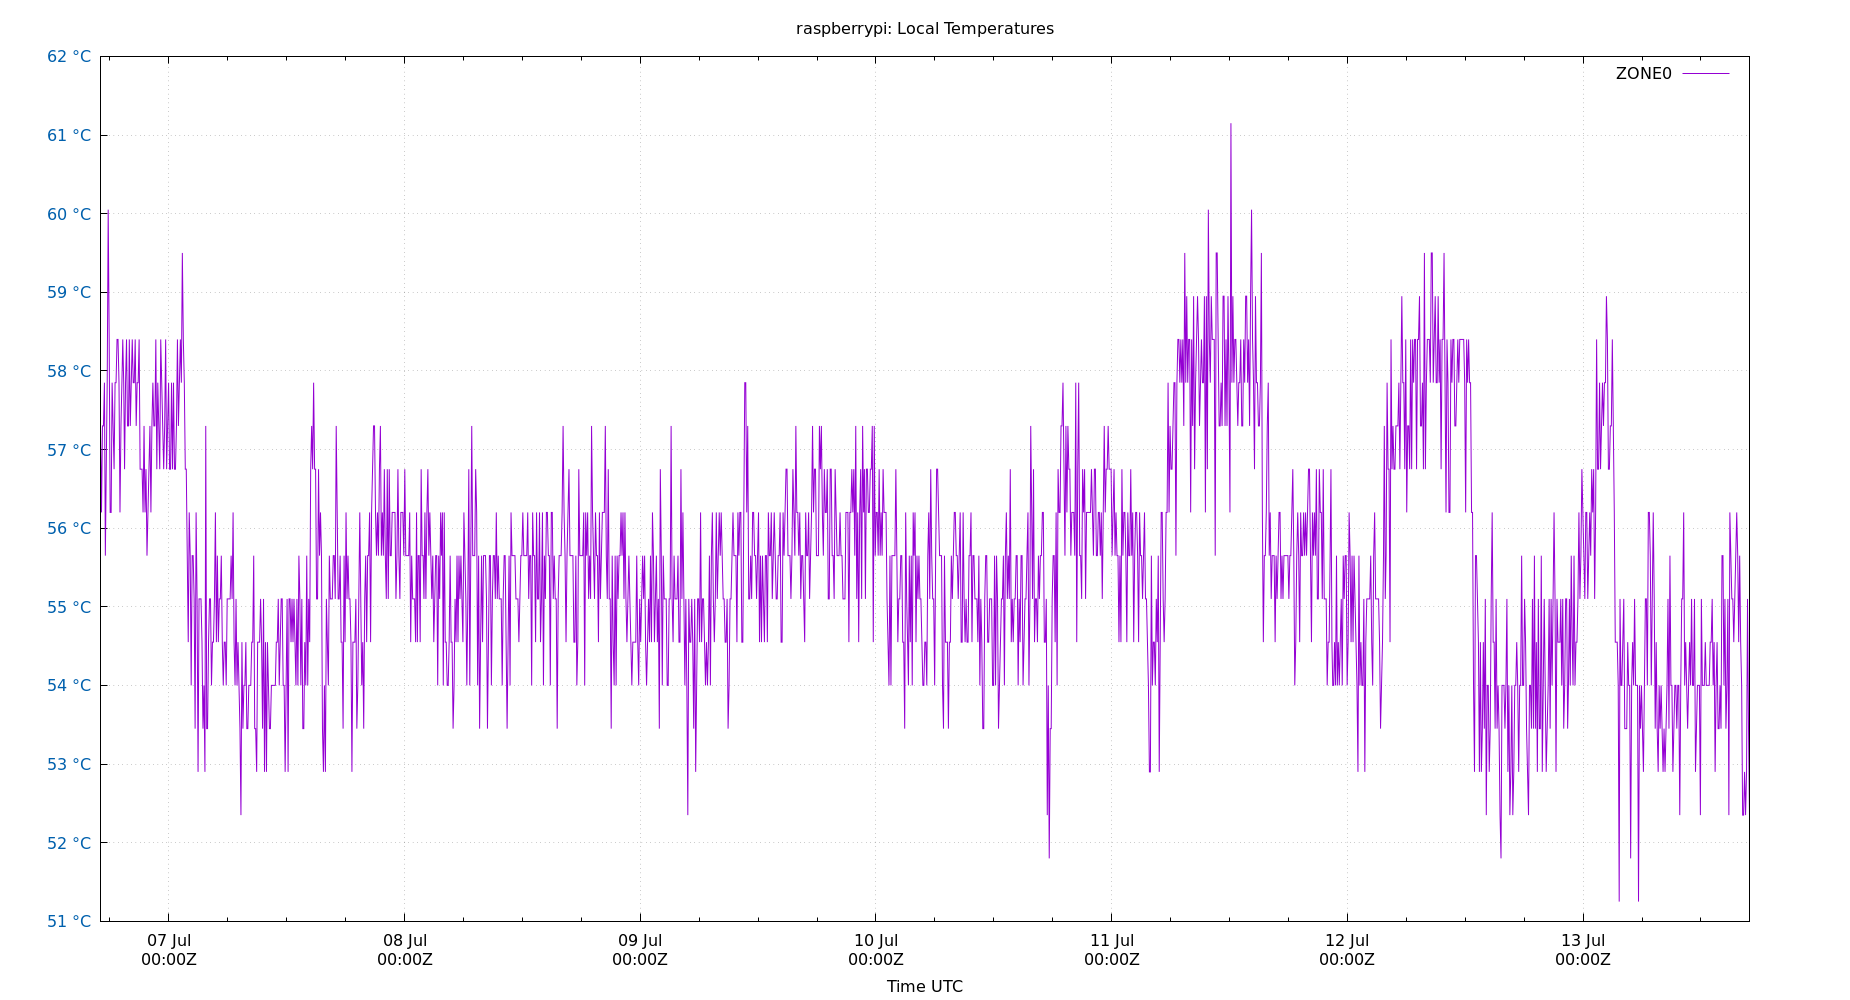 raspberrypi: Local Temperatures
ZONE0
62 °C
61 °C
60 °C
59 °C
58 °C
57 °C
56 °C
55 °C
54 °C
53 °C
52 °C
51 °C
07 Jul 08 Jul 09 Jul 10 Jul 11 Jul 12 Jul 13 Jul
00:00Z 00:00Z 00:00Z 00:00Z 00:00Z 00:00Z 00:00Z
Time UTC